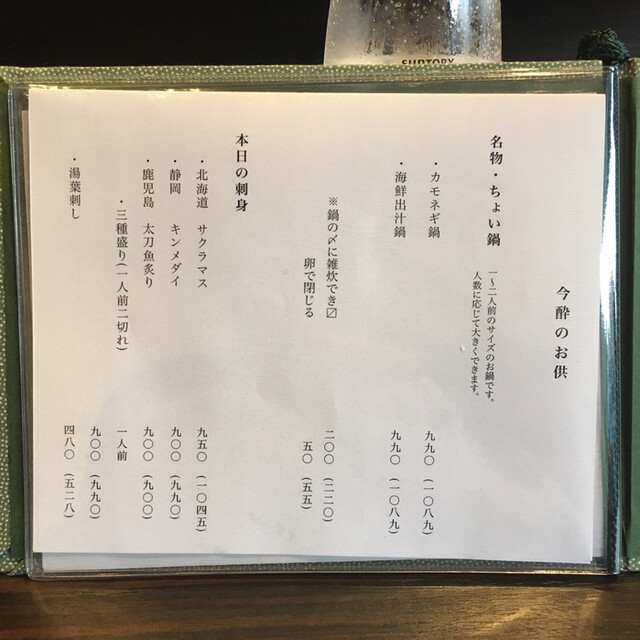 SUNTORY
今酔のお供
名物・ちょい鍋
一～二人前のサイズのお鍋です。
人数に応じて大きくできます。
・カモネギ鍋 九九〇（一〇八九）
・海鮮出汁鍋 九九〇（一〇八九）
※鍋の〆に雑炊でき〼 二〇〇（二二〇）
卵で閉じる 五〇（五五）
本日の刺身
・北海道 サクラマス 九五〇（一〇四五）
・静岡 キンメダイ 九〇〇（九九〇）
・鹿児島 太刀魚炙り 九〇〇（九〇〇）
・三種盛り(一人前二切れ) 一人前
九〇〇（九九〇）
・湯葉刺し 四八〇（五二八）